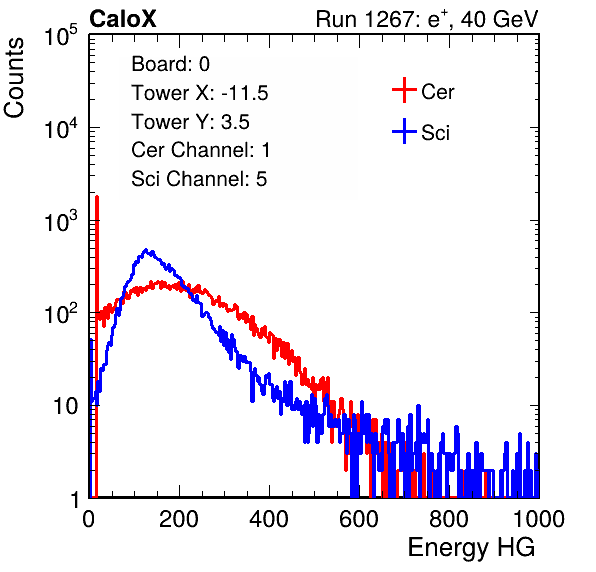 CaloX Run 1267: e⁺, 40 GeV
Counts
Board: 0
Tower X: -11.5
Tower Y: 3.5
Cer Channel: 1
Sci Channel: 5
Cer
Sci
10⁵
10⁴
10³
10²
10
1
0 200 400 600 800 1000
Energy HG